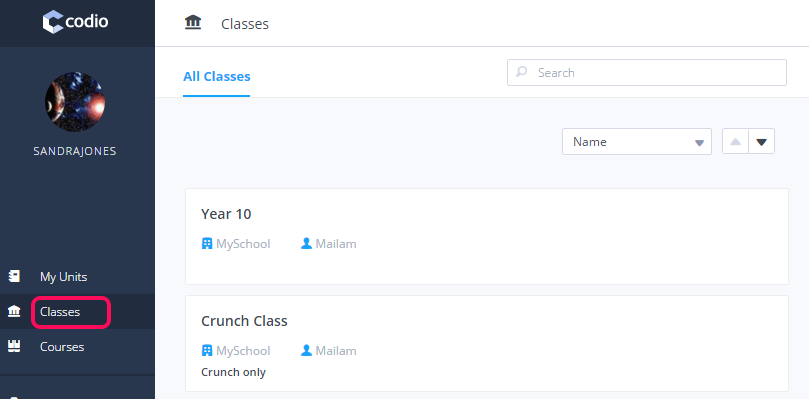 codio
Classes
SANDRAJONES
My Units
Classes
Courses
All Classes
Search
Name
Year 10
MySchool Mailam
Crunch Class
MySchool Mailam
Crunch only